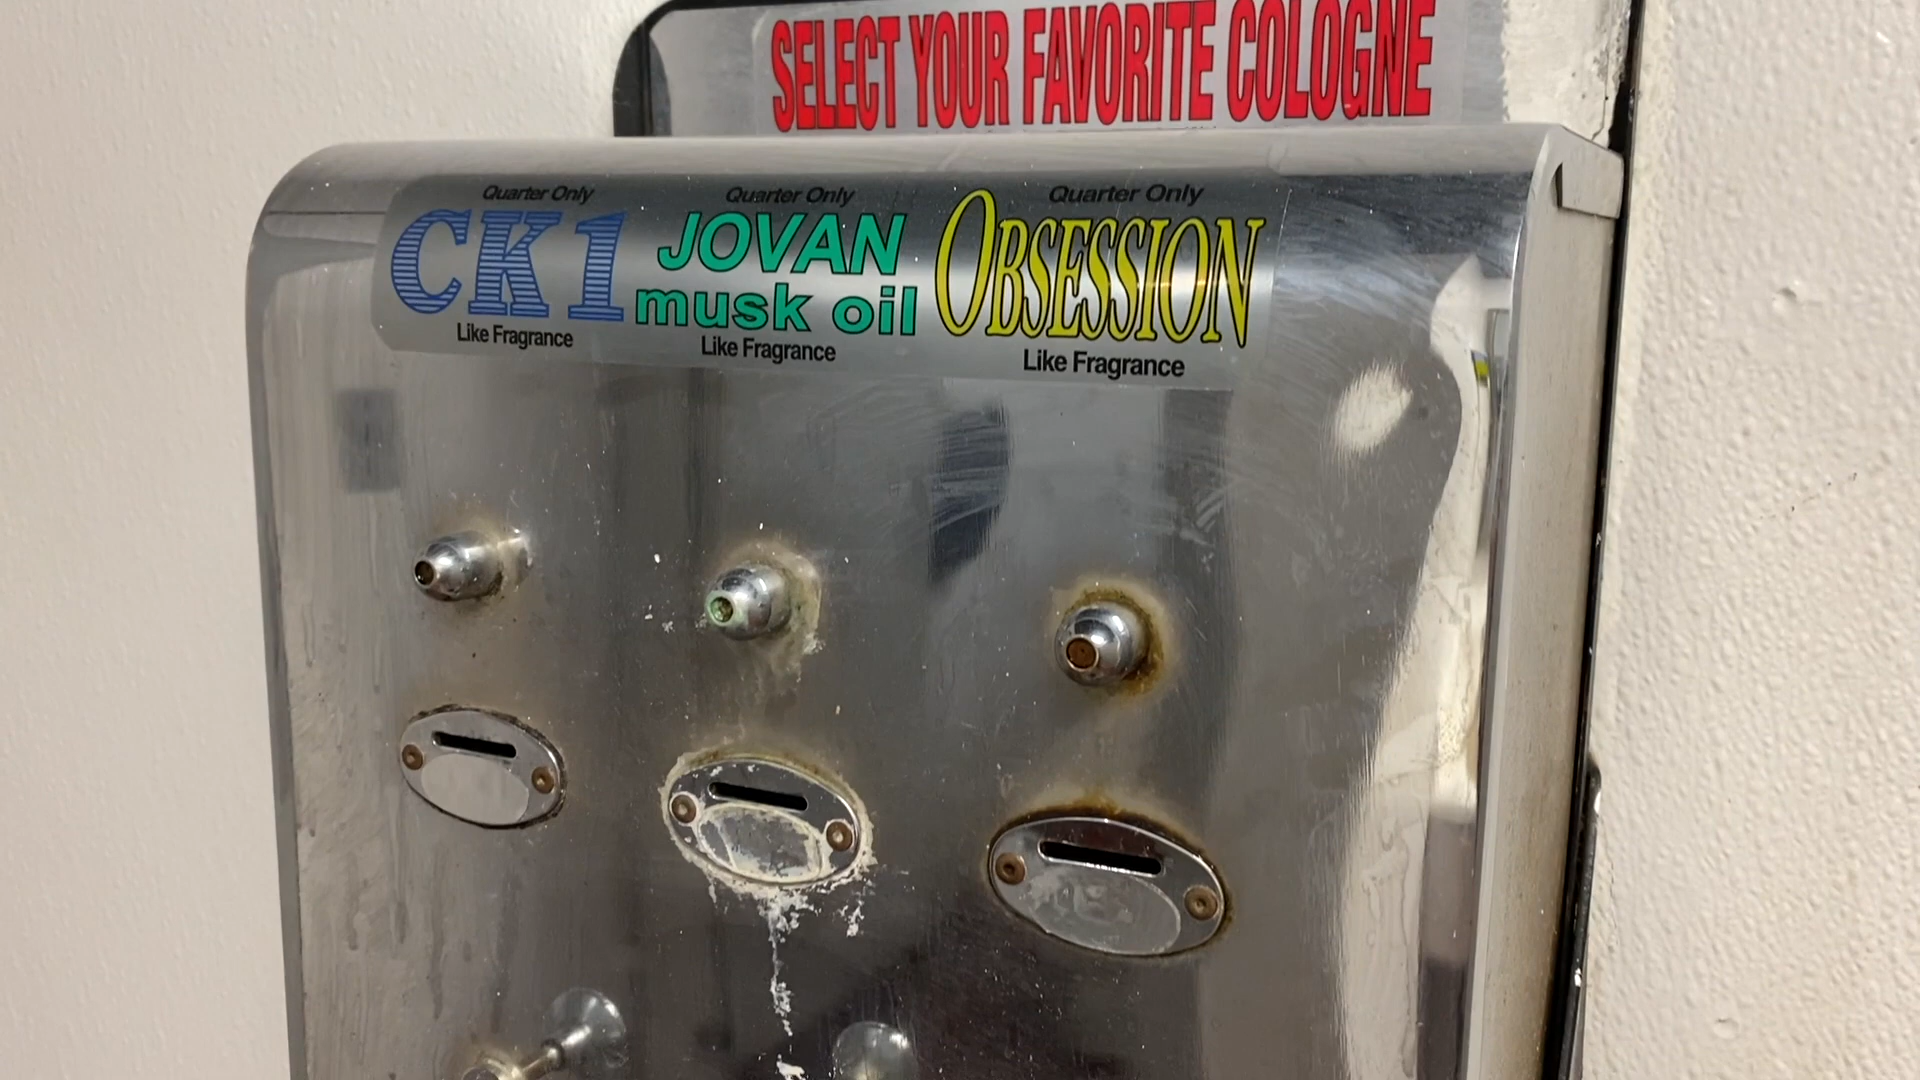 SELECT YOUR FAVORITE COLOGNE
Quarter Only
CK1
Like Fragrance
Quarter Only
JOVAN
musk oil
Like Fragrance
Quarter Only
OBSESSION
Like Fragrance